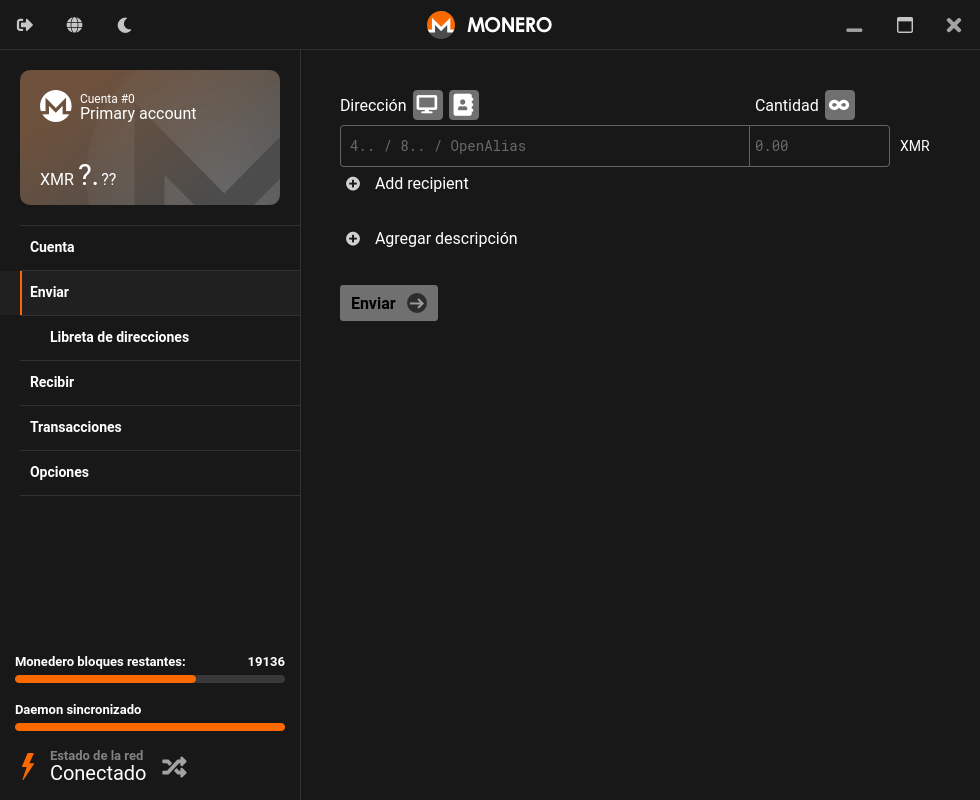 MONERO
Cuenta #0
Primary account
XMR ?.??
Cuenta
Enviar
Libreta de direcciones
Recibir
Transacciones
Opciones
Monedero bloques restantes: 19136
Daemon sincronizado
Estado de la red
Conectado
Dirección Cantidad
4.. / 8.. / OpenAlias 0.00 XMR
Add recipient
Agregar descripción
Enviar